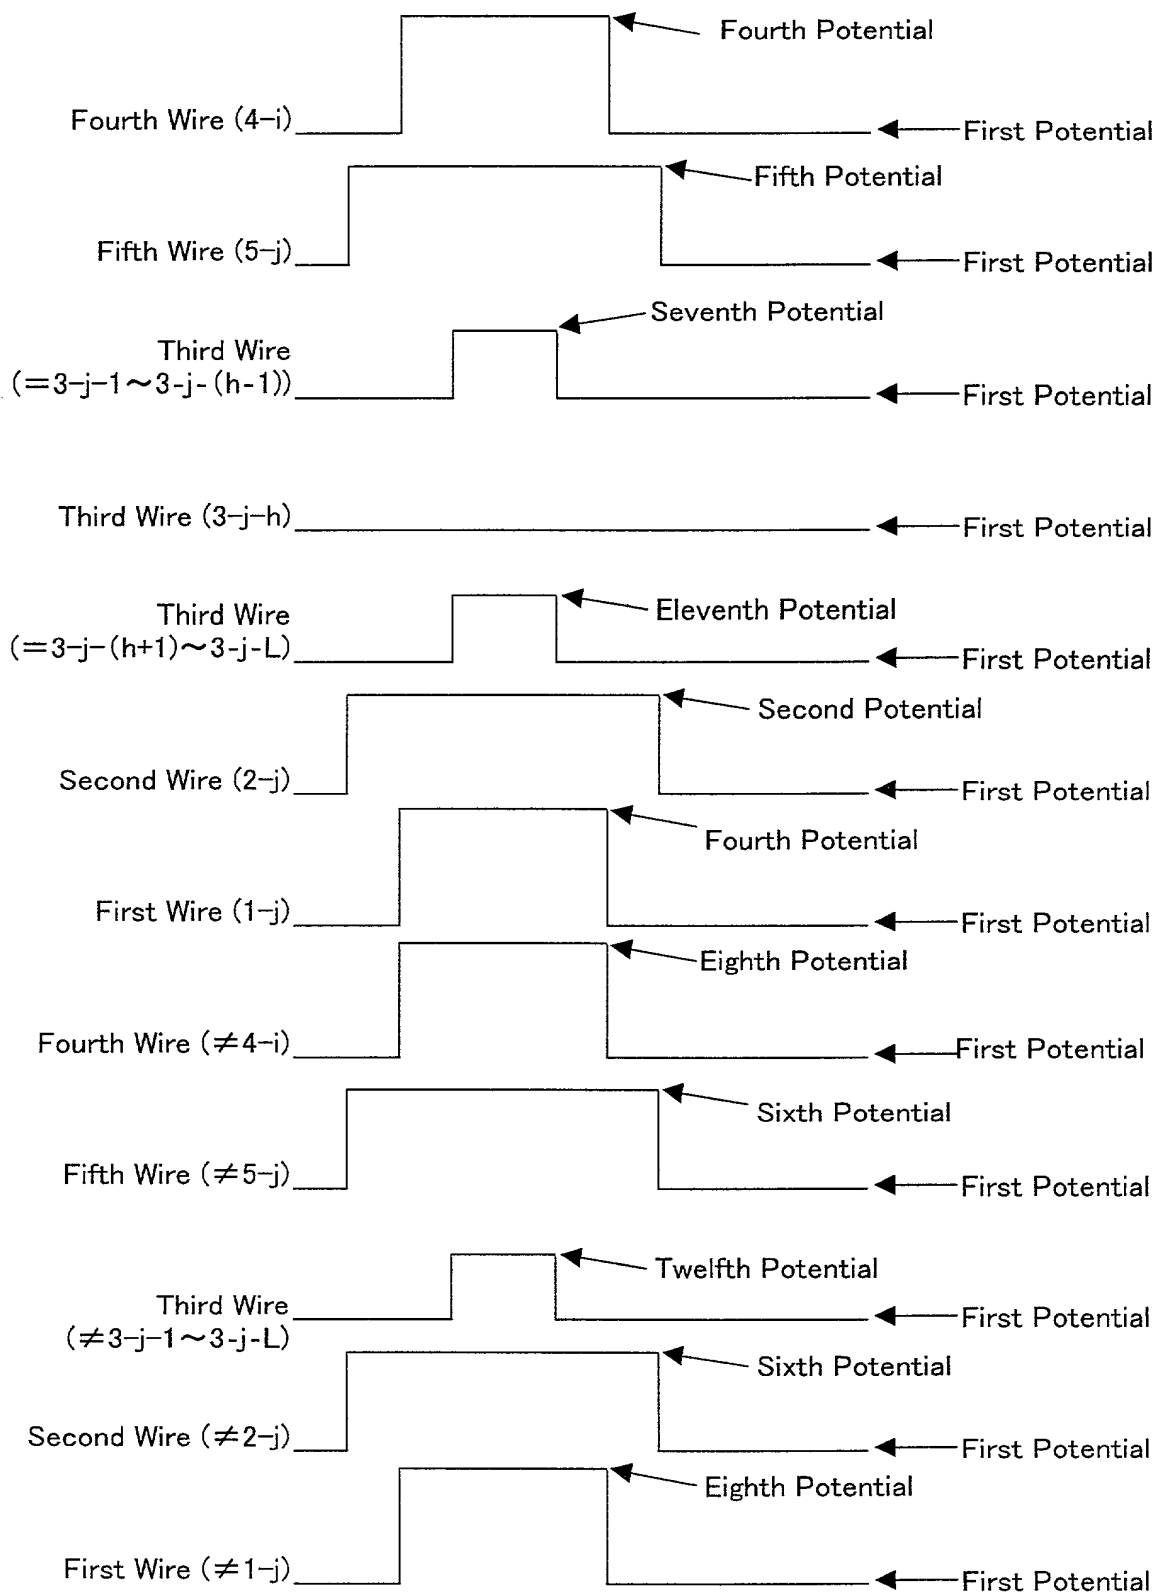 Fourth Potential
Fourth Wire (4-i)
First Potential
Fifth Potential
Fifth Wire (5-j)
First Potential
Seventh Potential
Third Wire
(=3-j-1～3-j-(h-1))
First Potential
Third Wire (3-j-h)
First Potential
Eleventh Potential
Third Wire
(=3-j-(h+1)～3-j-L)
First Potential
Second Potential
Second Wire (2-j)
First Potential
Fourth Potential
First Wire (1-j)
First Potential
Eighth Potential
Fourth Wire (≠4-i)
First Potential
Sixth Potential
Fifth Wire (≠5-j)
First Potential
Twelfth Potential
Third Wire
(≠3-j-1～3-j-L)
First Potential
Sixth Potential
Second Wire (≠2-j)
First Potential
Eighth Potential
First Wire (≠1-j)
First Potential